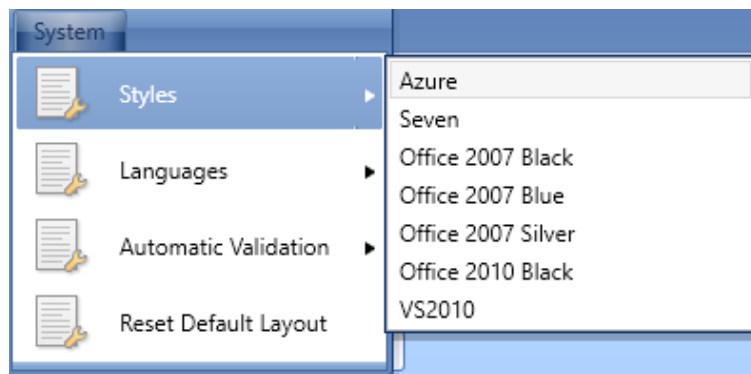 System
Styles
Languages
Automatic Validation
Reset Default Layout
Azure
Seven
Office 2007 Black
Office 2007 Blue
Office 2007 Silver
Office 2010 Black
VS2010